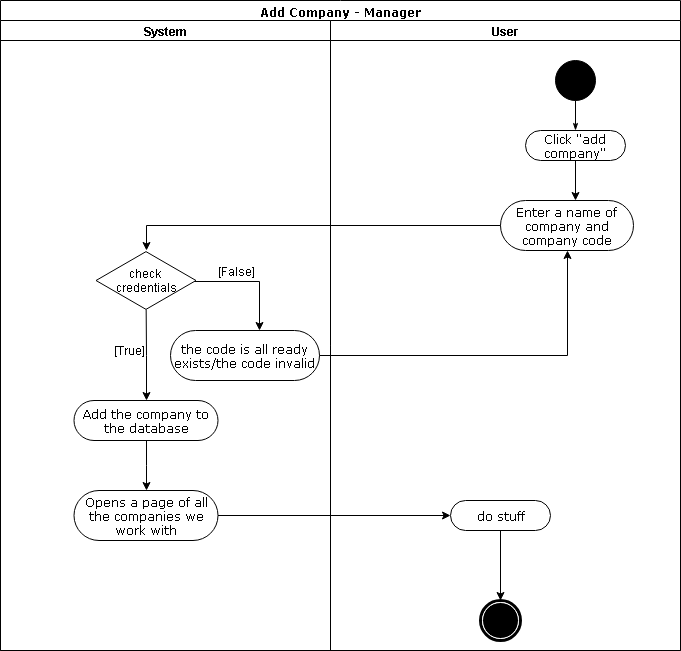 Add Company - Manager
System
User
Click "add
company"
Enter a name of
company and
company code
check
credentials
[False]
the code is all ready
exists/the code invalid
[True]
Add the company to
the database
Opens a page of all
the companies we
work with
do stuff